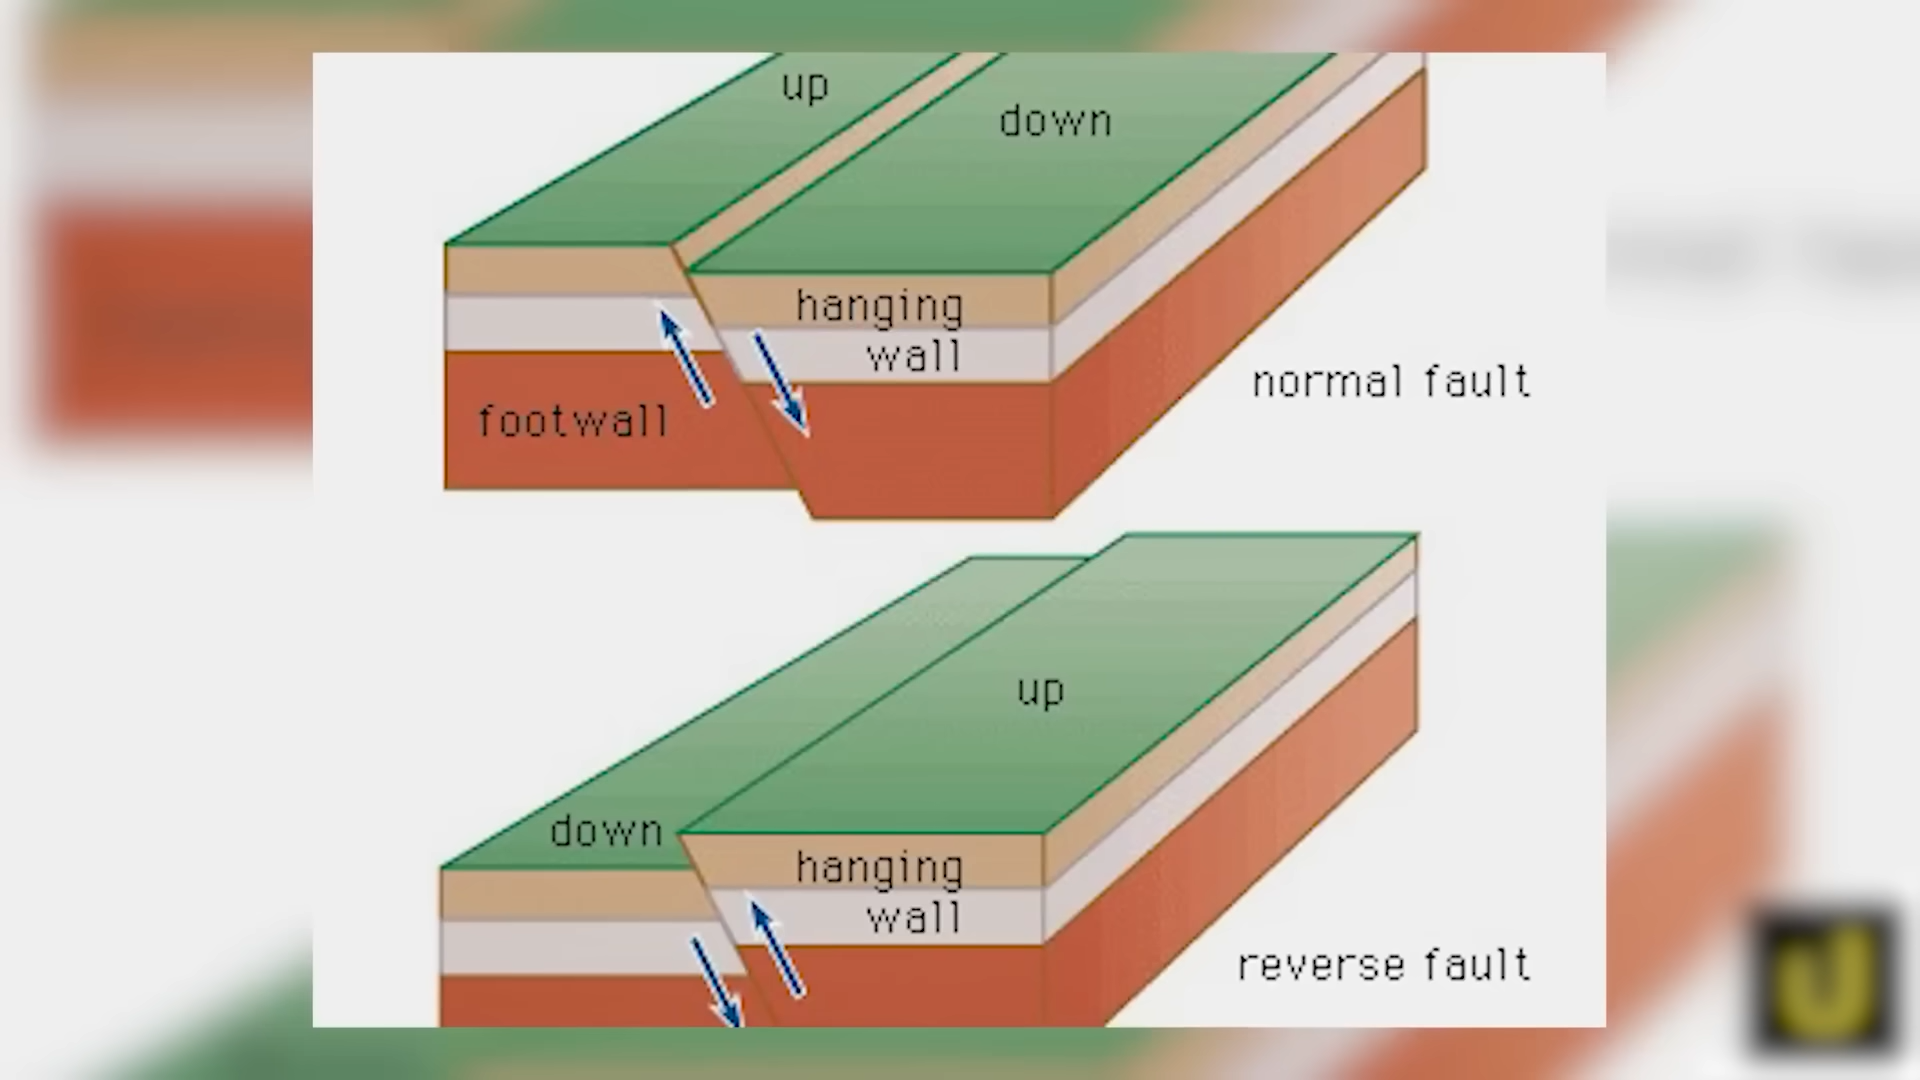 up
down
hanging
wall
footwall
normal fault
up
down
hanging
wall
reverse fault